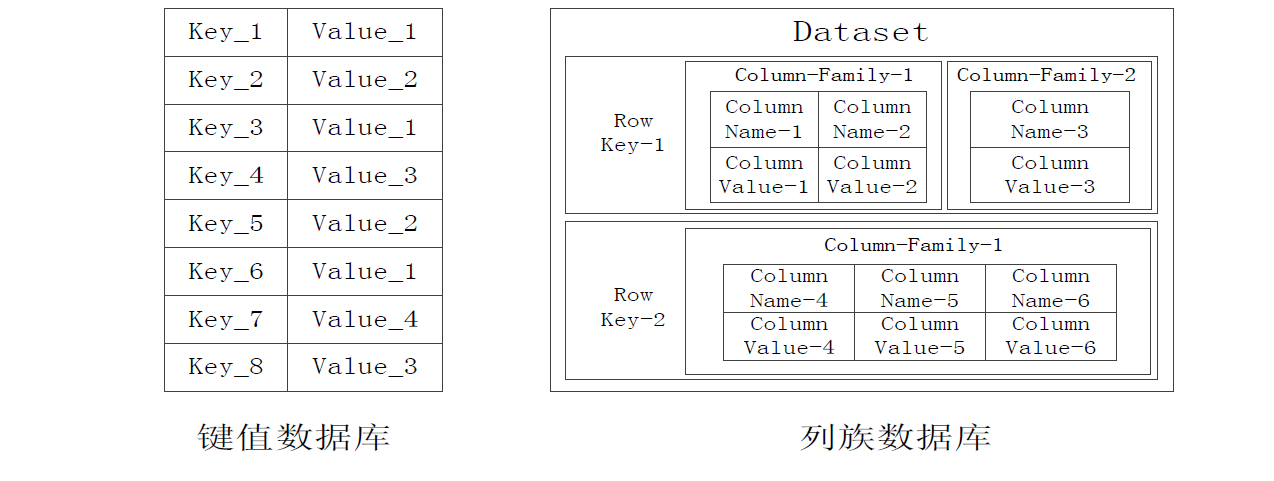 Key_1 Value_1
Key_2 Value_2
Key_3 Value_1
Key_4 Value_3
Key_5 Value_2
Key_6 Value_1
Key_7 Value_4
Key_8 Value_3
键值数据库
Dataset
Row
Key-1
Column-Family-1
Column Column
Name-1 Name-2
Column Column
Value-1 Value-2
Column-Family-2
Column
Name-3
Column
Value-3
Row
Key-2
Column-Family-1
Column Column Column
Name-4 Name-5 Name-6
Column Column Column
Value-4 Value-5 Value-6
列族数据库